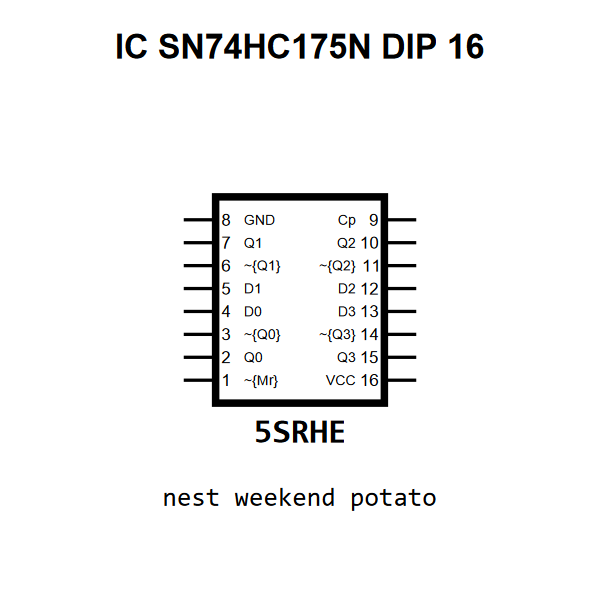 IC SN74HC175N DIP 16
8 GND Cp 9
7 Q1 Q2 10
6 ~{Q1} ~{Q2} 11
5 D1 D2 12
4 D0 D3 13
3 ~{Q0} ~{Q3} 14
2 Q0 Q3 15
1 ~{Mr} VCC 16
5SRHE
nest weekend potato